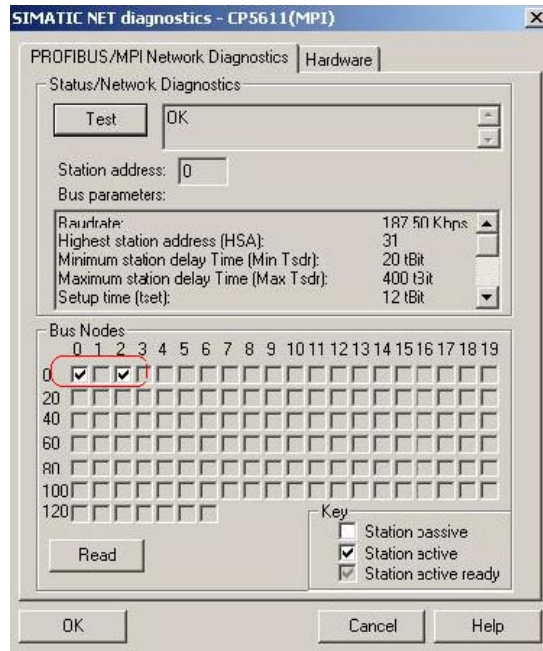 SIMATIC NET diagnostics - CP5611(MPI)
PROFIBUS/MPI Network Diagnostics Hardware
Status/Network Diagnostics
Test OK
Station address: 0
Bus parameters:
Baudrate: 187.50 Kbps
Highest station address (HSA): 31
Minimum station delay Time (Min Tsdr): 20 tBit
Maximum station delay Time (Max Tsdr): 400 tBit
Setup time (tset): 12 tBit
Bus Nodes
0 1 2 3 4 5 6 7 8 9 10 11 12 13 14 15 16 17 18 19
0
20
40
60
80
100
120
Key
Station passive
Station active
Station active ready
Read
OK Cancel Help